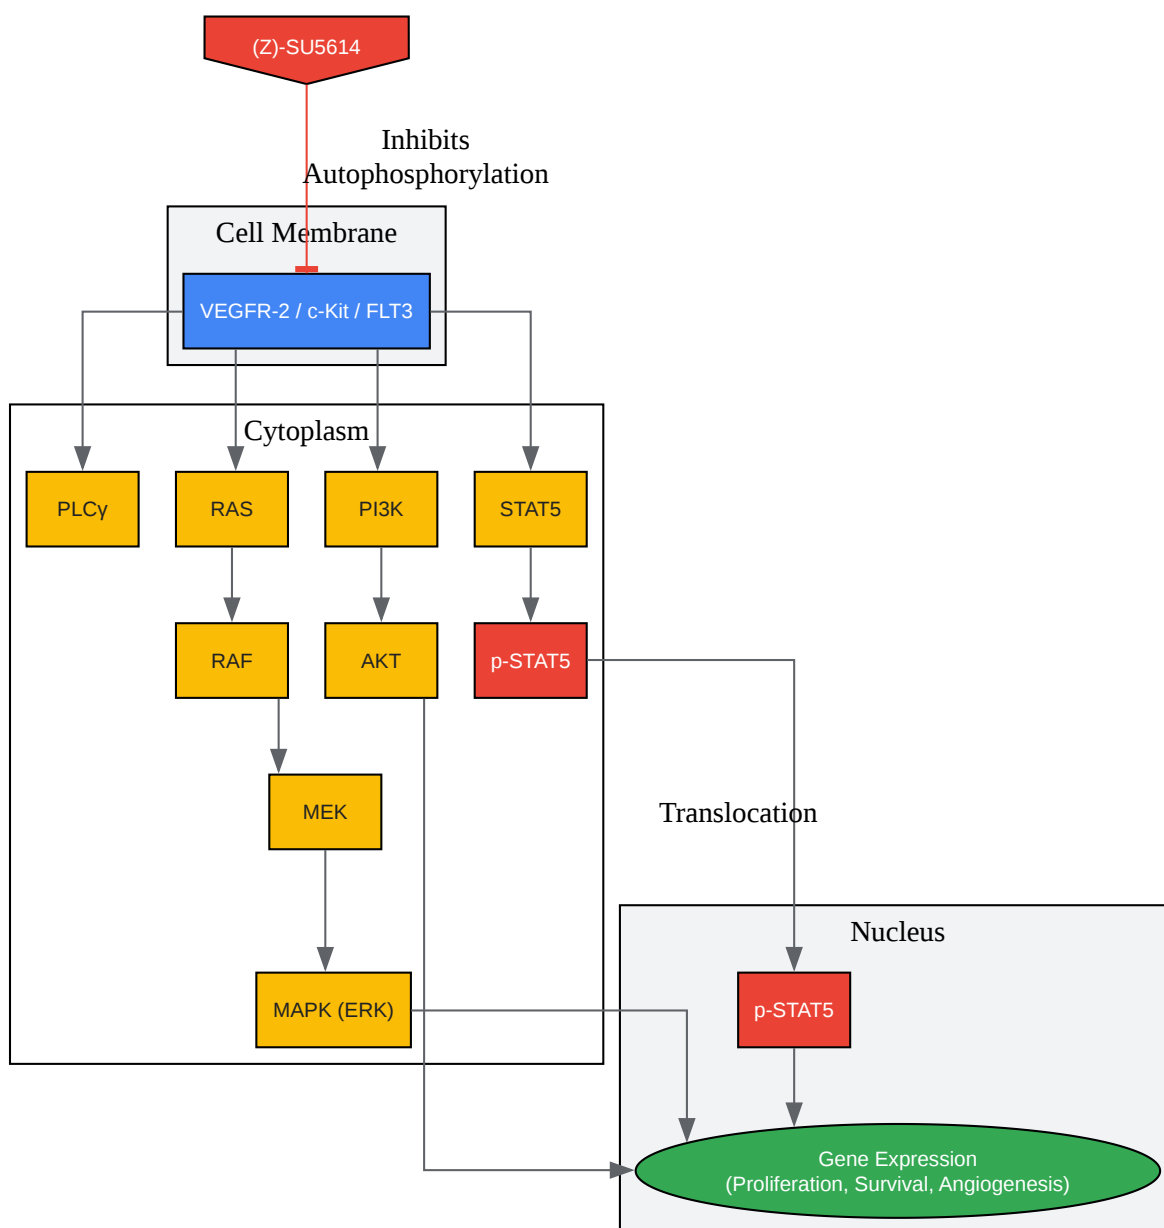 (Z)-SU5614
Inhibits
Autophosphorylation
Cell Membrane
VEGFR-2 / c-Kit / FLT3
Cytoplasm
PLCγ
RAS
PI3K
STAT5
RAF
AKT
p-STAT5
MEK
Translocation
Nucleus
MAPK (ERK)
p-STAT5
Gene Expression
(Proliferation, Survival, Angiogenesis)